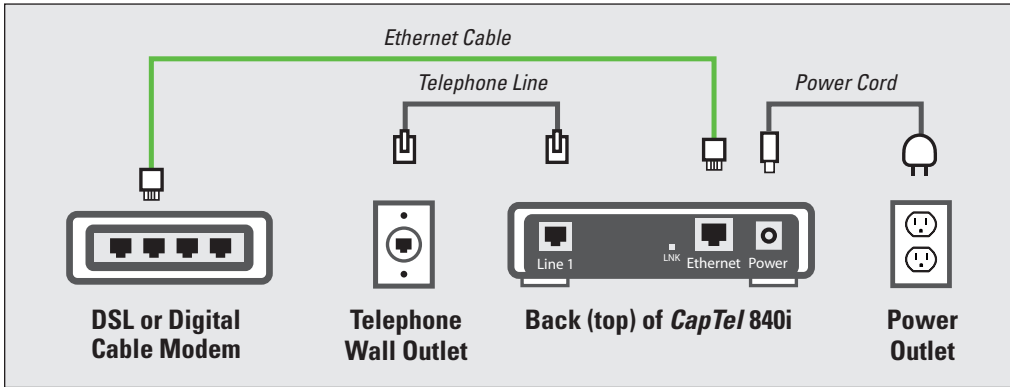 Ethernet Cable
Telephone Line
Power Cord
Line 1
LNK
Ethernet
Power
DSL or Digital
Cable Modem
Telephone
Wall Outlet
Back (top) of CapTel 840i
Power
Outlet